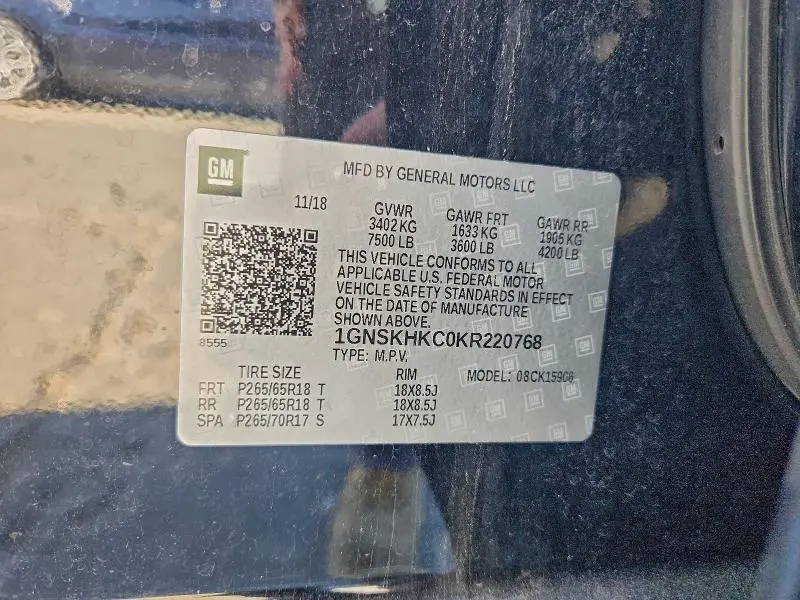 GM
MFD BY GENERAL MOTORS LLC
11/18
GVWR GAWR FRT GAWR RR
3402 KG 1633 KG 1905 KG
7500 LB 3600 LB 4200 LB
THIS VEHICLE CONFORMS TO ALL
APPLICABLE U.S. FEDERAL MOTOR
VEHICLE SAFETY STANDARDS IN EFFECT
ON THE DATE OF MANUFACTURE
SHOWN ABOVE.
8555
1GNSKHKC0KR220768
TYPE: M.P.V.
TIRE SIZE RIM MODEL: 08CK15906
FRT P265/65R18 T 18X8.5J
RR P265/65R18 T 18X8.5J
SPA P265/70R17 S 17X7.5J